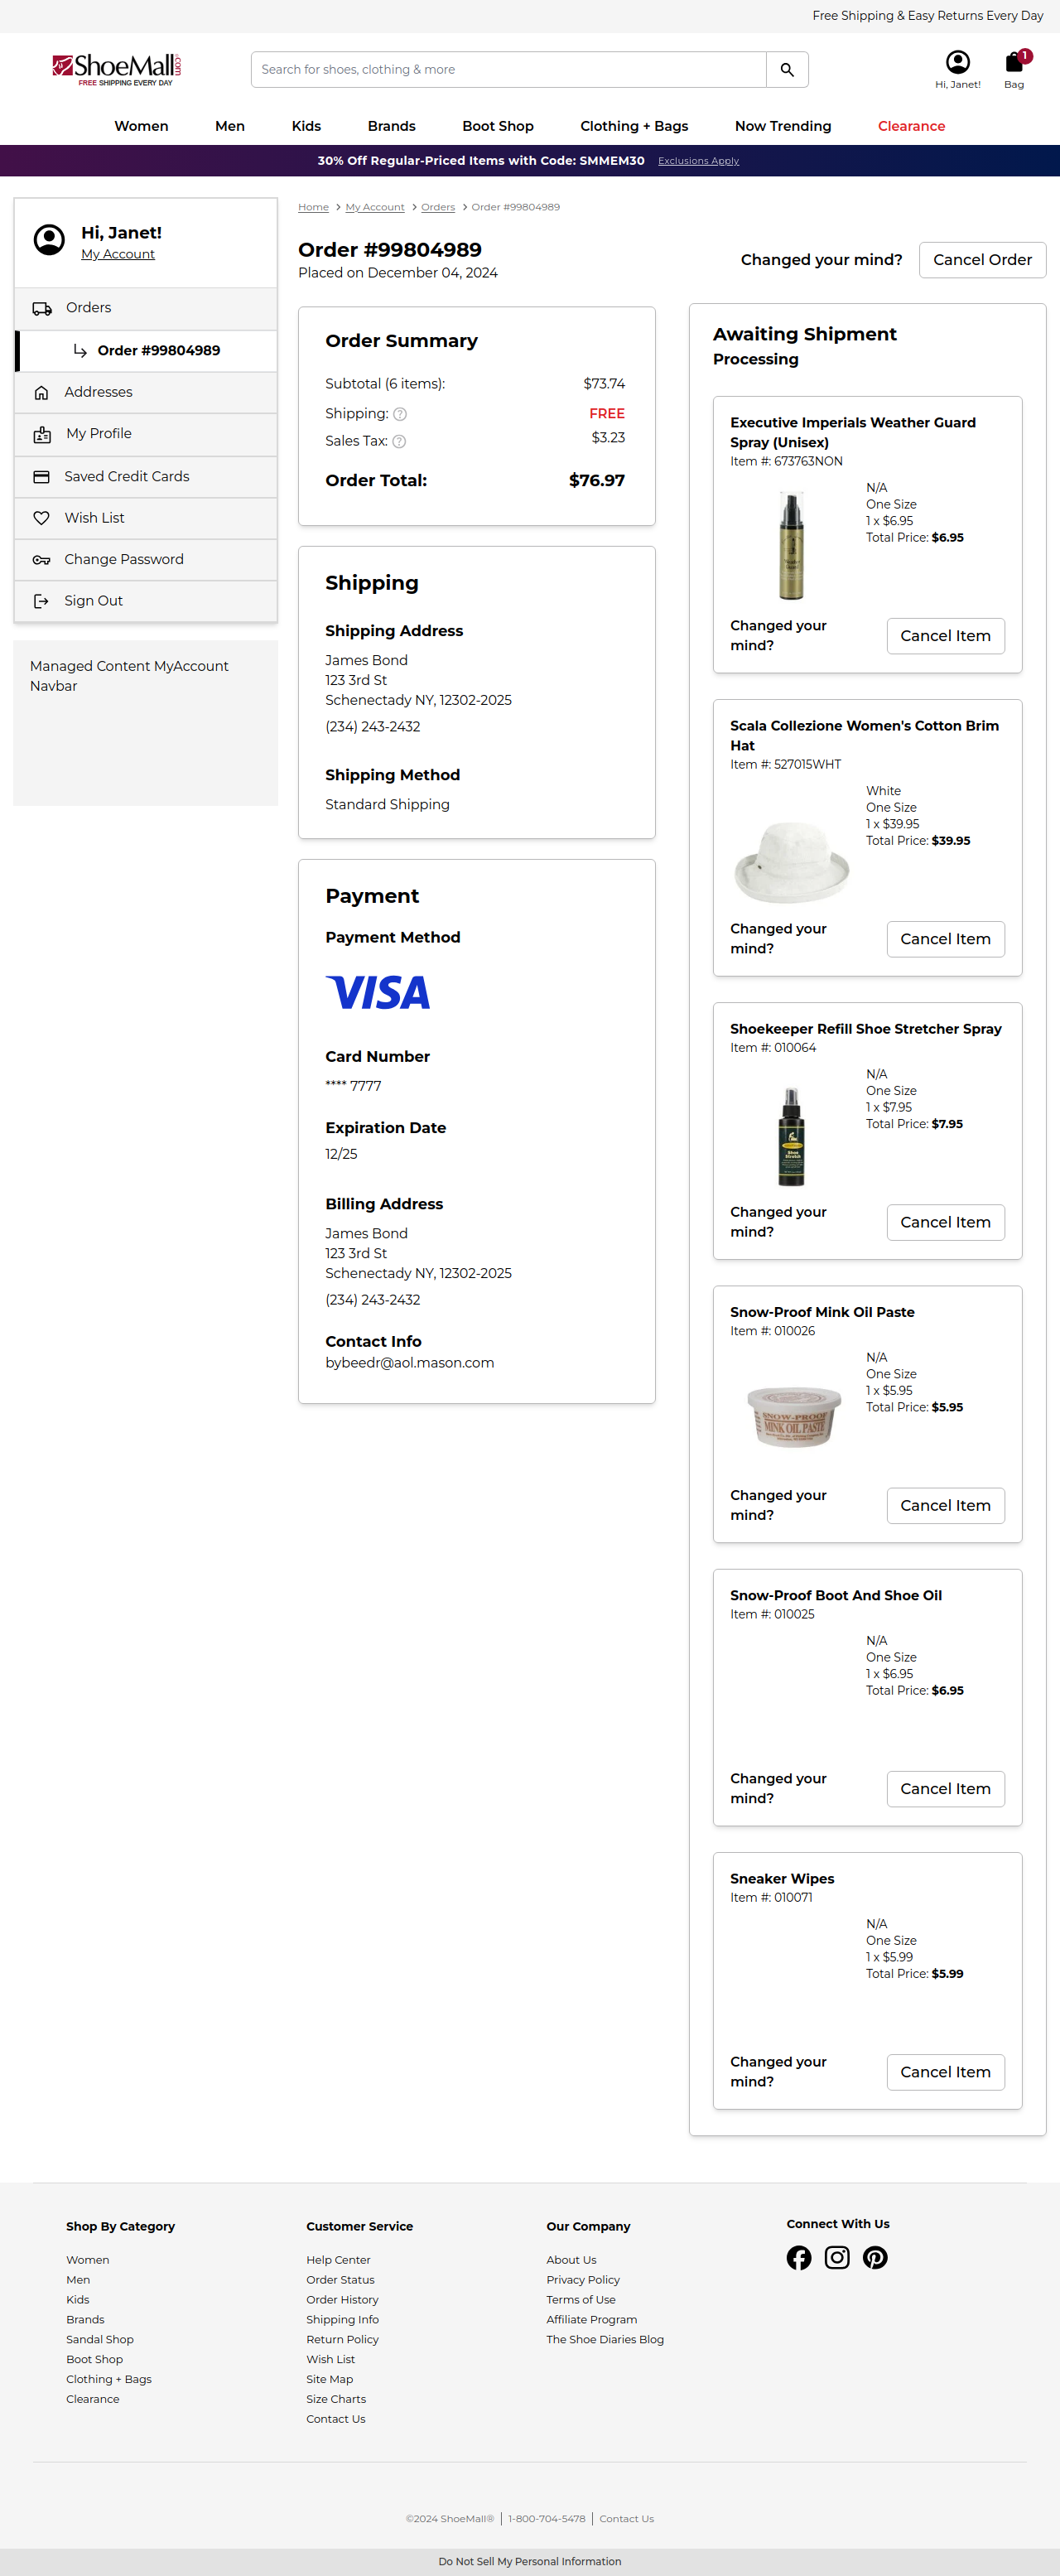 Free Shipping & Easy Returns Every Day
ShoeMall.com
FREE SHIPPING EVERY DAY
Search for shoes, clothing & more
Hi, Janet!
1
Bag
Women
Men
Kids
Brands
Boot Shop
Clothing + Bags
Now Trending
Clearance
30% Off Regular-Priced Items with Code: SMMEM30 Exclusions Apply
Hi, Janet!
My Account
Orders
Order #99804989
Addresses
My Profile
Saved Credit Cards
Wish List
Change Password
Sign Out
Managed Content MyAccount
Navbar
Home > My Account > Orders > Order #99804989
Order #99804989
Placed on December 04, 2024
Changed your mind?
Cancel Order
Order Summary
Subtotal (6 items): $73.74
Shipping: ? FREE
Sales Tax: ? $3.23
Order Total: $76.97
Shipping
Shipping Address
James Bond
123 3rd St
Schenectady NY, 12302-2025
(234) 243-2432
Shipping Method
Standard Shipping
Payment
Payment Method
VISA
Card Number
**** 7777
Expiration Date
12/25
Billing Address
James Bond
123 3rd St
Schenectady NY, 12302-2025
(234) 243-2432
Contact Info
bybeedr@aol.mason.com
Awaiting Shipment
Processing
Executive Imperials Weather Guard
Spray (Unisex)
Item #: 673763NON
N/A
One Size
1 x $6.95
Total Price: $6.95
Changed your
mind?
Cancel Item
Scala Collezione Women's Cotton Brim
Hat
Item #: 527015WHT
White
One Size
1 x $39.95
Total Price: $39.95
Changed your
mind?
Cancel Item
Shoekeeper Refill Shoe Stretcher Spray
Item #: 010064
N/A
One Size
1 x $7.95
Total Price: $7.95
Shoe
Stretch
Changed your
mind?
Cancel Item
Snow-Proof Mink Oil Paste
Item #: 010026
N/A
One Size
1 x $5.95
Total Price: $5.95
SNOW-PROOF
MINK OIL PASTE
Changed your
mind?
Cancel Item
Snow-Proof Boot And Shoe Oil
Item #: 010025
N/A
One Size
1 x $6.95
Total Price: $6.95
Changed your
mind?
Cancel Item
Sneaker Wipes
Item #: 010071
N/A
One Size
1 x $5.99
Total Price: $5.99
Changed your
mind?
Cancel Item
Shop By Category
Women
Men
Kids
Brands
Sandal Shop
Boot Shop
Clothing + Bags
Clearance
Customer Service
Help Center
Order Status
Order History
Shipping Info
Return Policy
Wish List
Site Map
Size Charts
Contact Us
Our Company
About Us
Privacy Policy
Terms of Use
Affiliate Program
The Shoe Diaries Blog
Connect With Us
©2024 ShoeMall® | 1-800-704-5478 | Contact Us
Do Not Sell My Personal Information